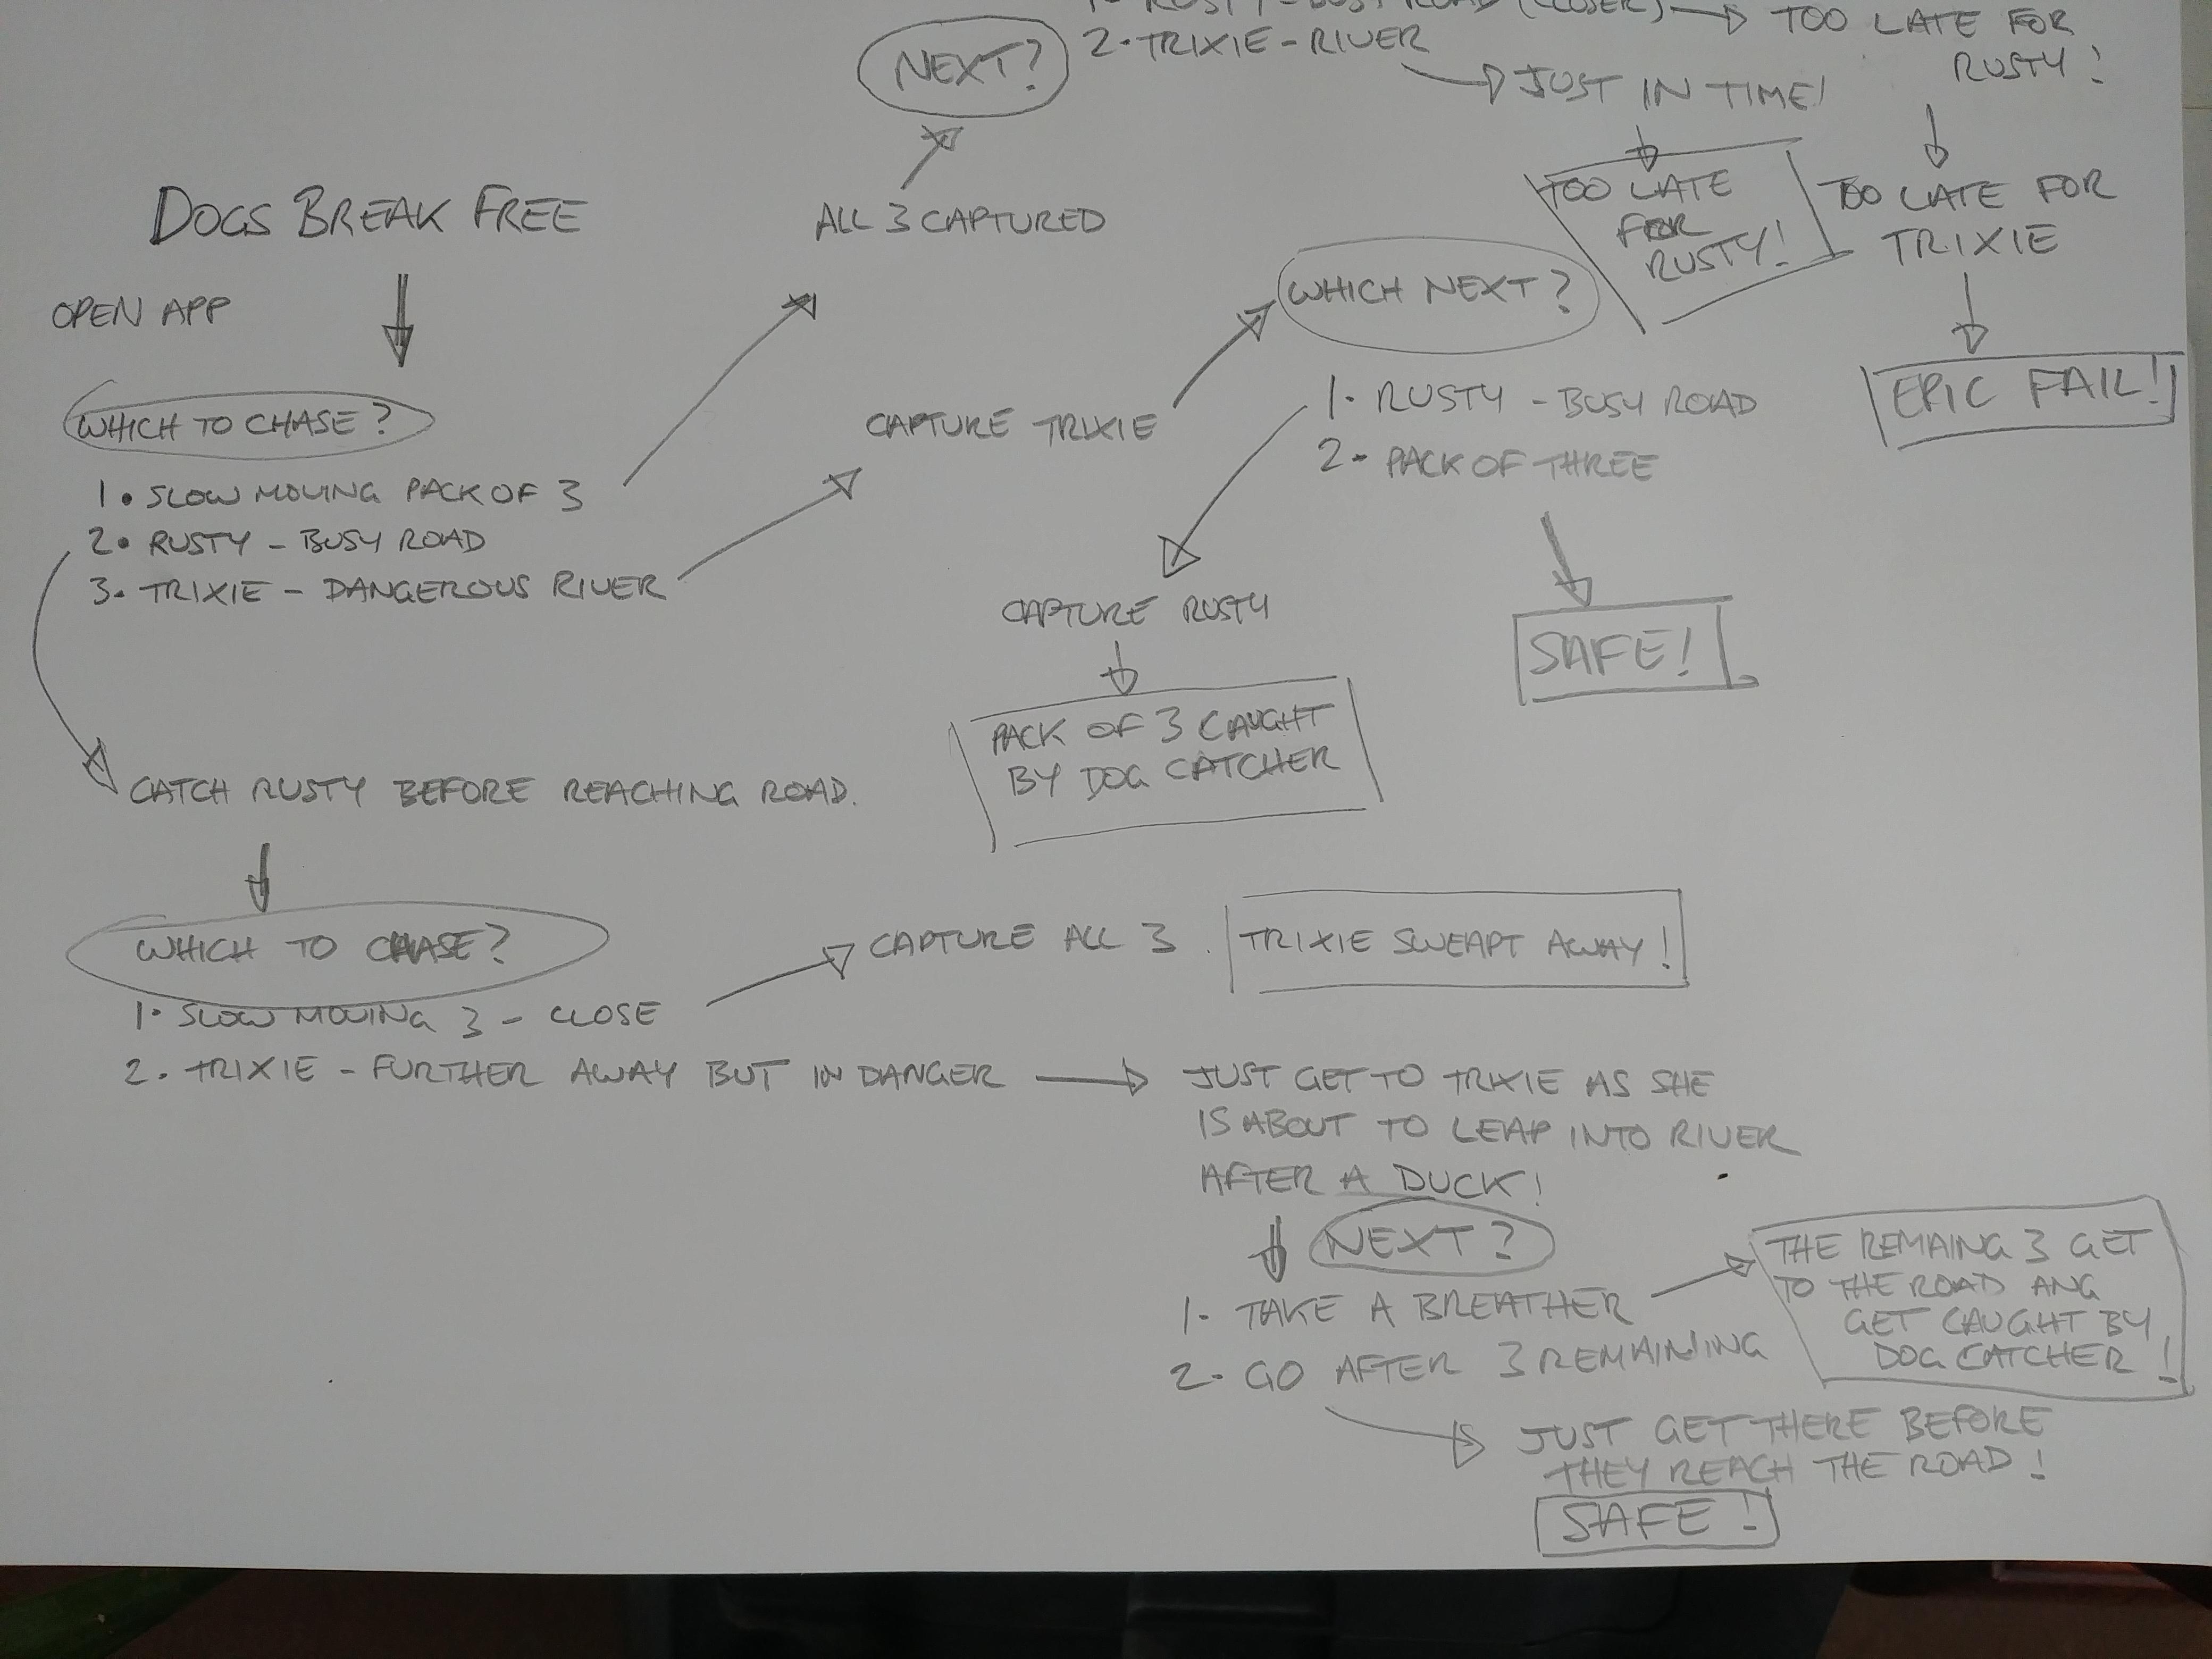 1. RUSTY - BUSY ROAD (CLOSER)
2. TRIXIE - RIVER
TOO LATE FOR
RUSTY!
JUST IN TIME!
NEXT?
TOO LATE
FOR
RUSTY!
TOO LATE FOR
TRIXIE
EPIC FAIL!
DOGS BREAK FREE
OPEN APP
ALL 3 CAPTURED
WHICH NEXT?
1. RUSTY - BUSY ROAD
2. PACK OF THREE
SAFE!
WHICH TO CHASE?
1. SLOW MOVING PACK OF 3
2. RUSTY - BUSY ROAD
3. TRIXIE - DANGEROUS RIVER
CAPTURE TRIXIE
CAPTURE RUSTY
PACK OF 3 CAUGHT
BY DOG CATCHER
CATCH RUSTY BEFORE REACHING ROAD.
WHICH TO CHASE?
1. SLOW MOVING 3 - CLOSE
2. TRIXIE - FURTHER AWAY BUT IN DANGER
CAPTURE ALL 3.
TRIXIE SWEAPT AWAY!
JUST GET TO TRIXIE AS SHE
IS ABOUT TO LEAP INTO RIVER
AFTER A DUCK!
NEXT?
1. TAKE A BREATHER
2. GO AFTER 3 REMAINING
THE REMAING 3 GET
TO THE ROAD ANG
GET CAUGHT BY
DOG CATCHER!
JUST GET THERE BEFORE
THEY REACH THE ROAD!
SAFE!